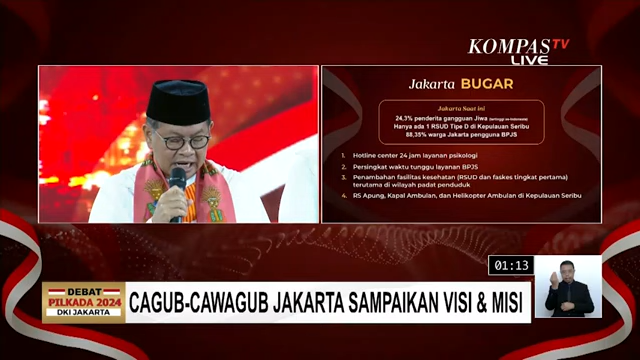 KOMPAS TV
LIVE
Jakarta BUGAR
Jakarta Saat ini
24,3% penderita gangguan Jiwa (tertinggi se-Indonesia)
Hanya ada 1 RSUD Tipe D di Kepulauan Seribu
88,35% warga Jakarta pengguna BPJS
1. Hotline center 24 jam layanan psikologi
2. Persingkat waktu tunggu layanan BPJS
3. Penambahan fasilitas kesehatan (RSUD dan faskes tingkat pertama)
terutama di wilayah padat penduduk
4. RS Apung, Kapal Ambulan, dan Helikopter Ambulan di Kepulauan Seribu
01:13
DEBAT
PILKADA 2024
DKI JAKARTA
CAGUB-CAWAGUB JAKARTA SAMPAIKAN VISI & MISI